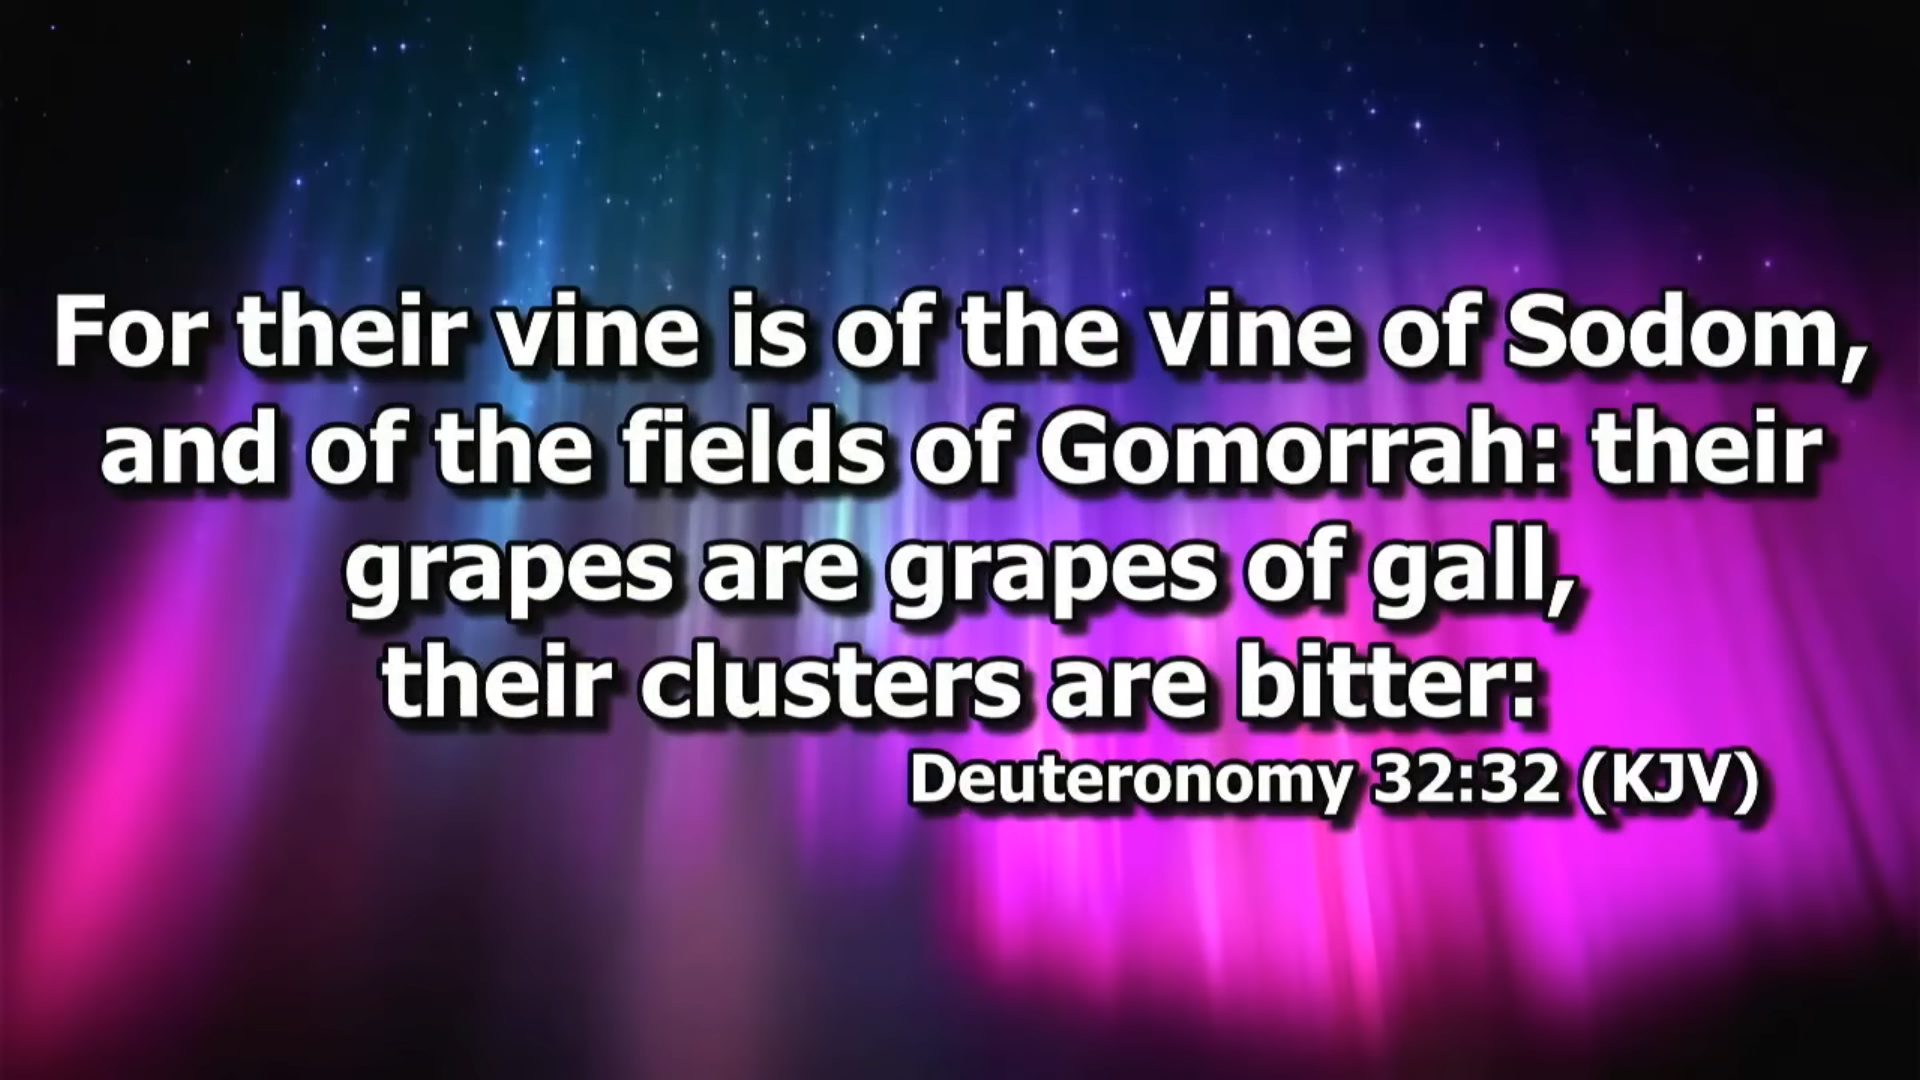 For their vine is of the vine of Sodom,
and of the fields of Gomorrah: their
grapes are grapes of gall,
their clusters are bitter:
Deuteronomy 32:32 (KJV)